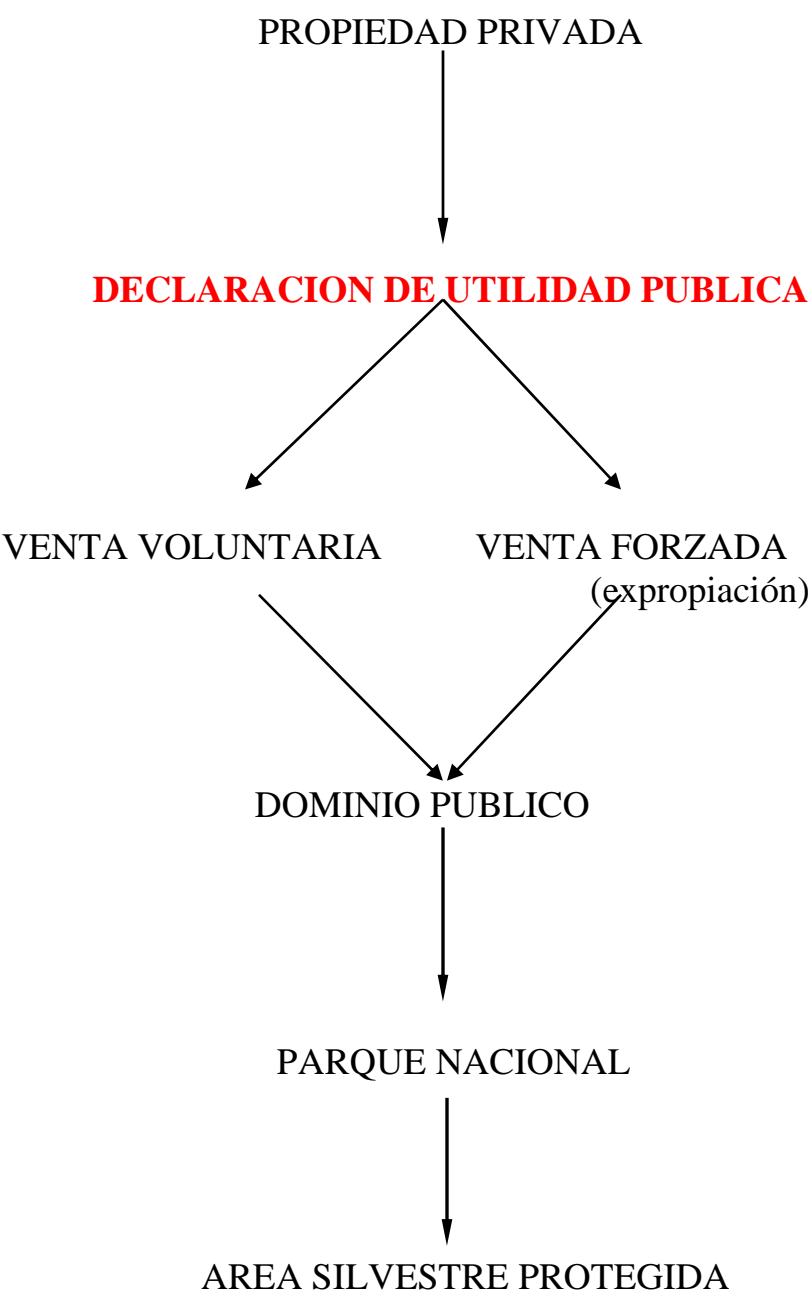 PROPIEDAD PRIVADA
DECLARACION DE UTILIDAD PUBLICA
VENTA VOLUNTARIA VENTA FORZADA
(expropiación)
DOMINIO PUBLICO
PARQUE NACIONAL
AREA SILVESTRE PROTEGIDA